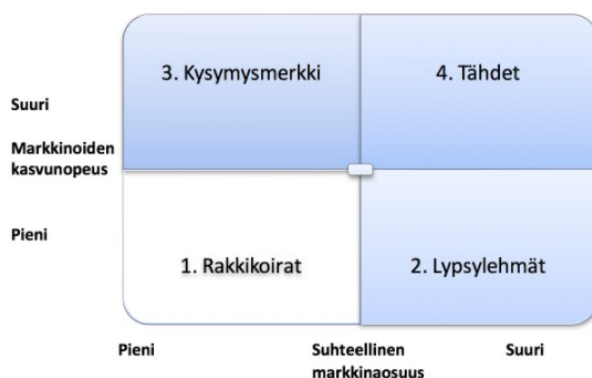 3. Kysymysmerkki
4. Tähdet
Suuri
Markkinoiden
kasvunopeus
Pieni
1. Rakkikoirat
2. Lypsylehmät
Pieni
Suhteellinen
markkinaosuus
Suuri